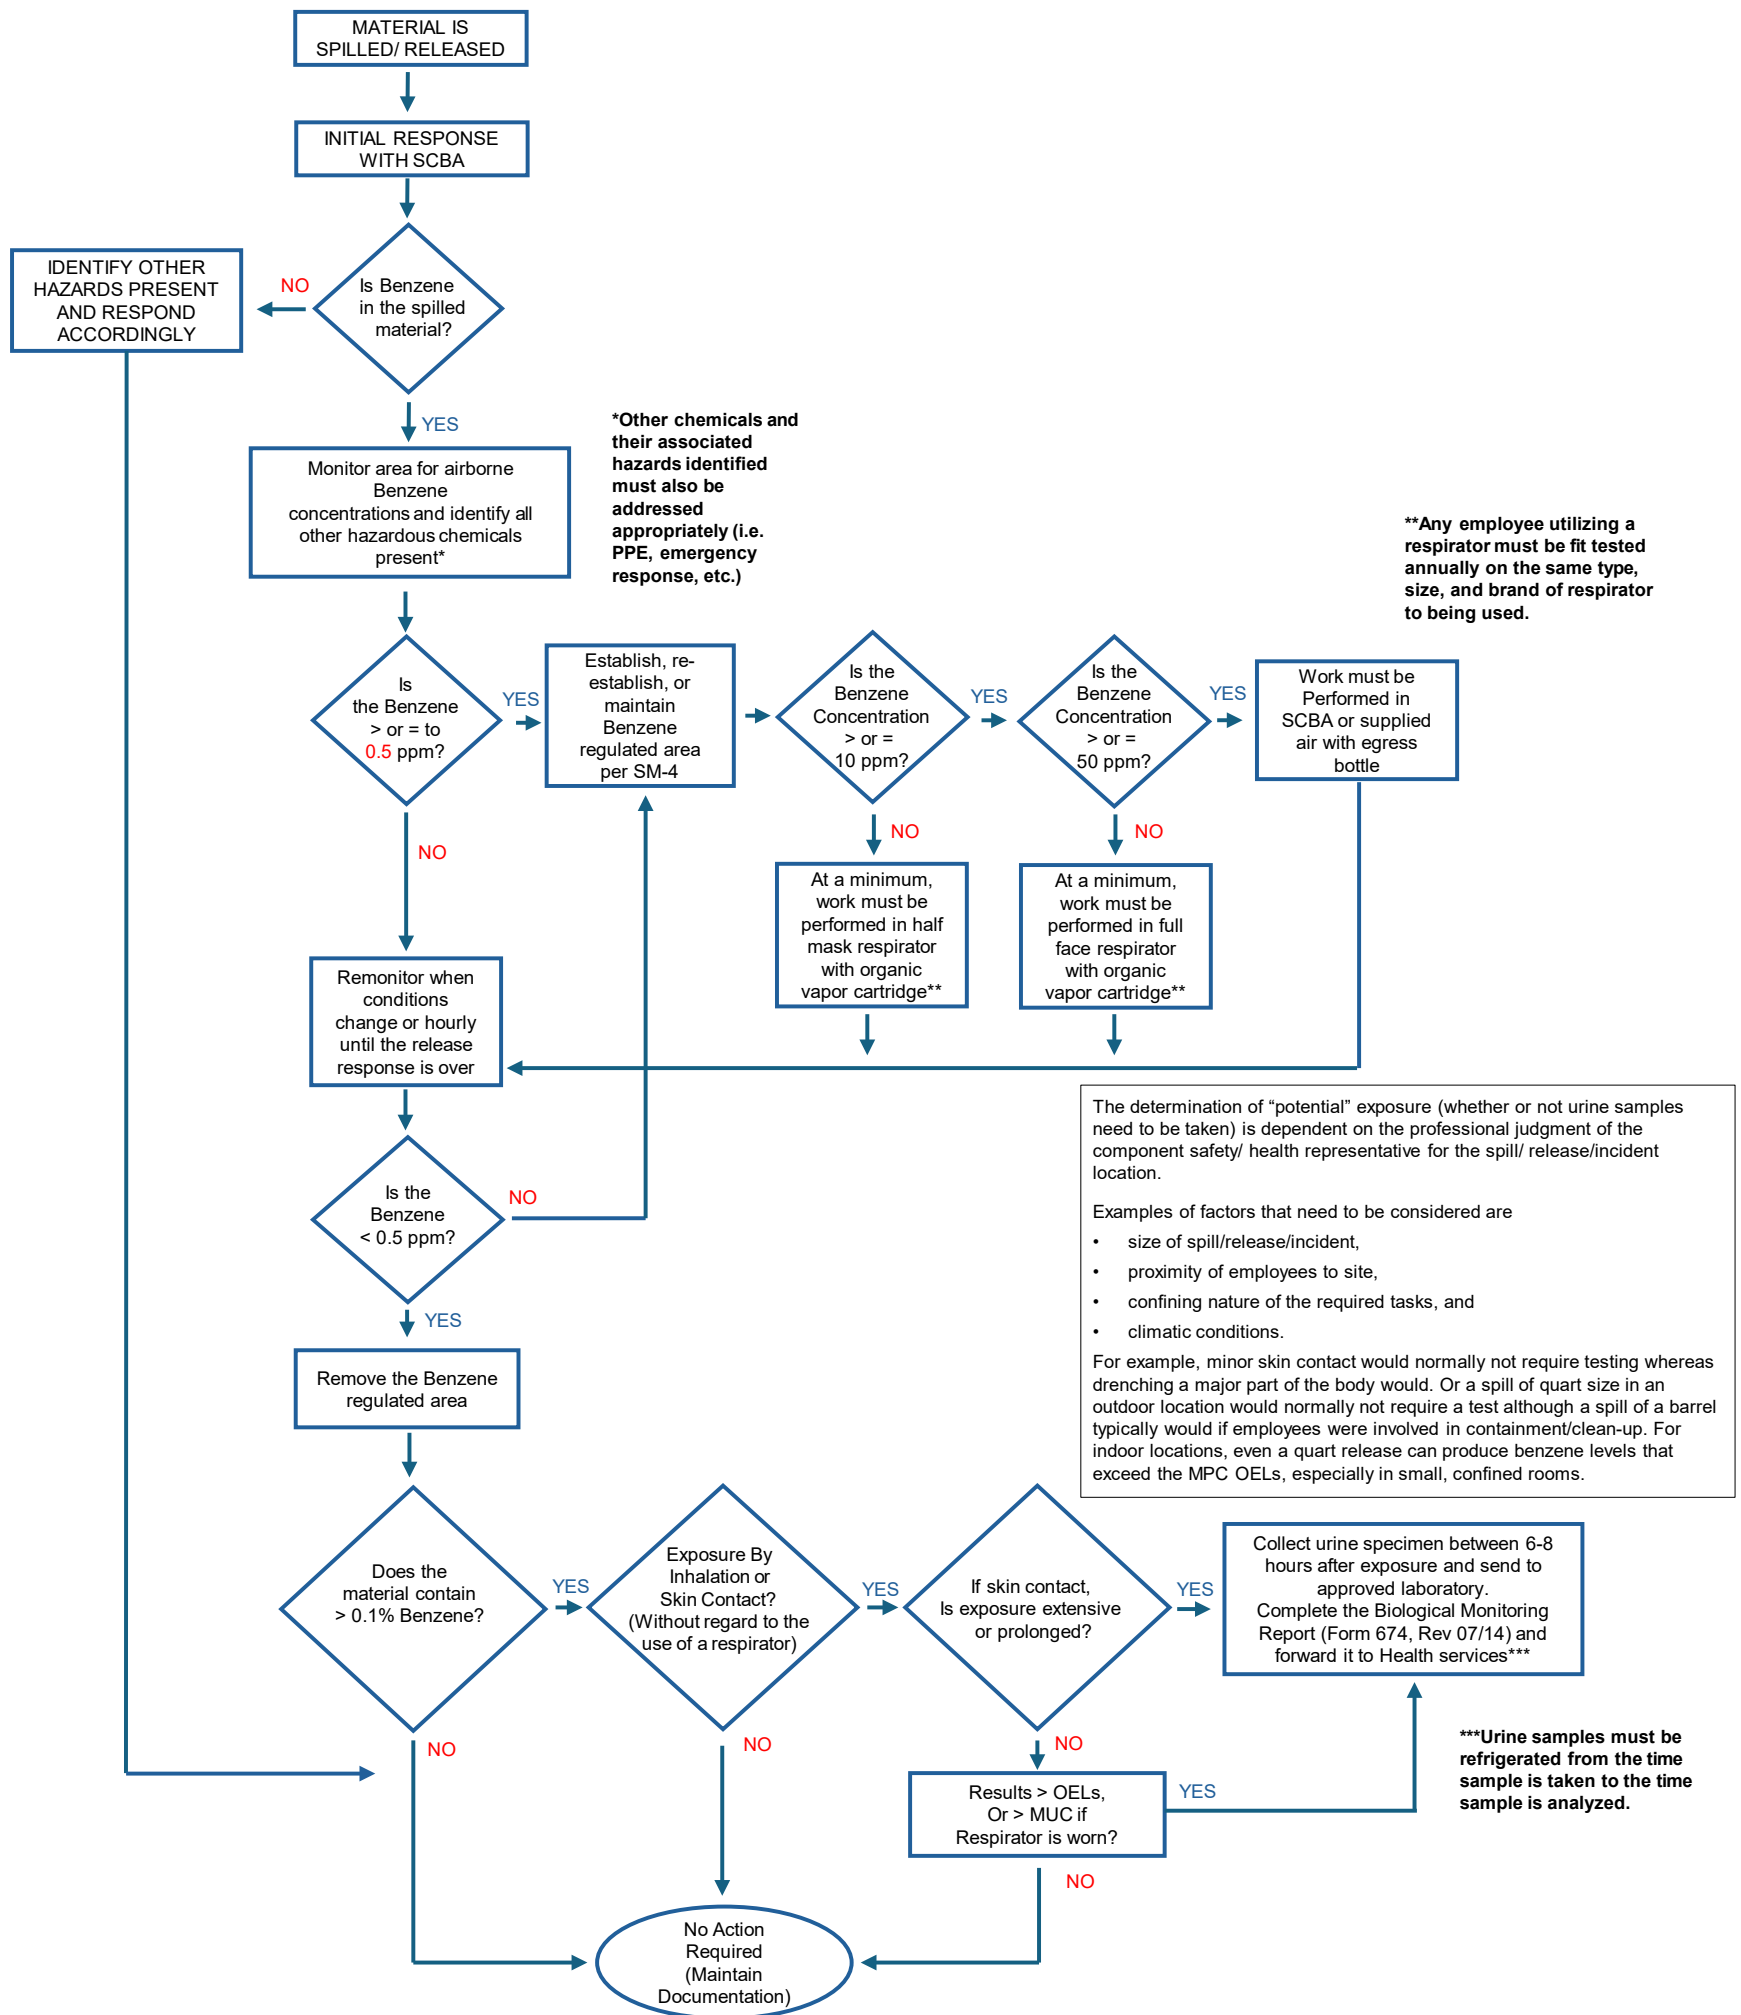 MATERIAL IS
SPILLED/ RELEASED
INITIAL RESPONSE
WITH SCBA
IDENTIFY OTHER
HAZARDS PRESENT
AND RESPOND
ACCORDINGLY
NO
Is Benzene
in the spilled
material?
YES
Monitor area for airborne
Benzene
concentrations and identify all
other hazardous chemicals
present*
*Other chemicals and
their associated
hazards identified
must also be
addressed
appropriately (i.e.
PPE, emergency
response, etc.)
**Any employee utilizing a
respirator must be fit tested
annually on the same type,
size, and brand of respirator
to being used.
Is
the Benzene
> or = to
0.5 ppm?
YES
Establish, re-
establish, or
maintain
Benzene
regulated area
per SM-4
Is the
Benzene
Concentration
> or =
10 ppm?
YES
Is the
Benzene
Concentration
> or =
50 ppm?
YES
Work must be
Performed in
SCBA or supplied
air with egress
bottle
NO
NO
NO
At a minimum,
work must be
performed in half
mask respirator
with organic
vapor cartridge**
At a minimum,
work must be
performed in full
face respirator
with organic
vapor cartridge**
Remonitor when
conditions
change or hourly
until the release
response is over
Is the
Benzene
< 0.5 ppm?
NO
YES
The determination of “potential” exposure (whether or not urine samples
need to be taken) is dependent on the professional judgment of the
component safety/ health representative for the spill/ release/incident
location.
Examples of factors that need to be considered are
• size of spill/release/incident,
• proximity of employees to site,
• confining nature of the required tasks, and
• climatic conditions.
For example, minor skin contact would normally not require testing whereas
drenching a major part of the body would. Or a spill of quart size in an
outdoor location would normally not require a test although a spill of a barrel
typically would if employees were involved in containment/clean-up. For
indoor locations, even a quart release can produce benzene levels that
exceed the MPC OELs, especially in small, confined rooms.
Remove the Benzene
regulated area
Does the
material contain
> 0.1% Benzene?
YES
Exposure By
Inhalation or
Skin Contact?
(Without regard to the
use of a respirator)
YES
If skin contact,
Is exposure extensive
or prolonged?
YES
Collect urine specimen between 6-8
hours after exposure and send to
approved laboratory.
Complete the Biological Monitoring
Report (Form 674, Rev 07/14) and
forward it to Health services***
NO
NO
NO
***Urine samples must be
refrigerated from the time
sample is taken to the time
sample is analyzed.
Results > OELs,
Or > MUC if
Respirator is worn?
YES
NO
No Action
Required
(Maintain
Documentation)